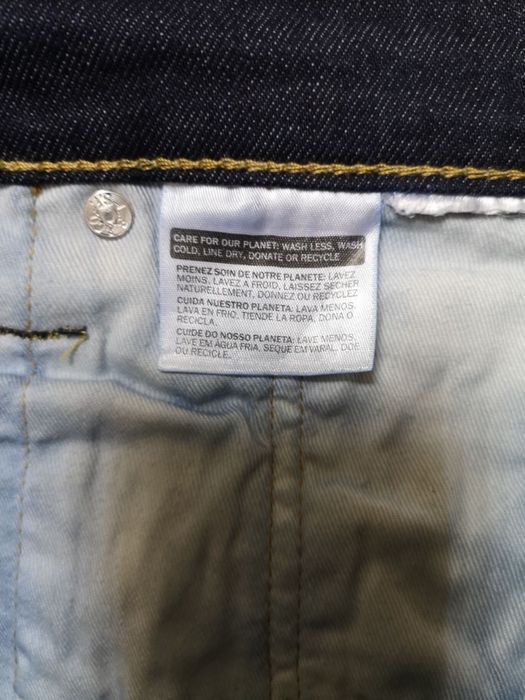 CARE FOR OUR PLANET: WASH LESS, WASH
COLD, LINE DRY, DONATE OR RECYCLE
PRENEZ SOIN DE NOTRE PLANETE: LAVEZ
MOINS, LAVEZ A FROID, LAISSEZ SECHER
NATURELLEMENT, DONNEZ OU RECYCLEZ
CUIDA NUESTRO PLANETA: LAVA MENOS,
LAVA EN FRIO, TIENDE LA ROPA, DONA O
RECICLA.
CUIDE DO NOSSO PLANETA: LAVE MENOS,
LAVE EM ÁGUA FRIA, SEQUE EM VARAL, DOE
OU RECICLE.